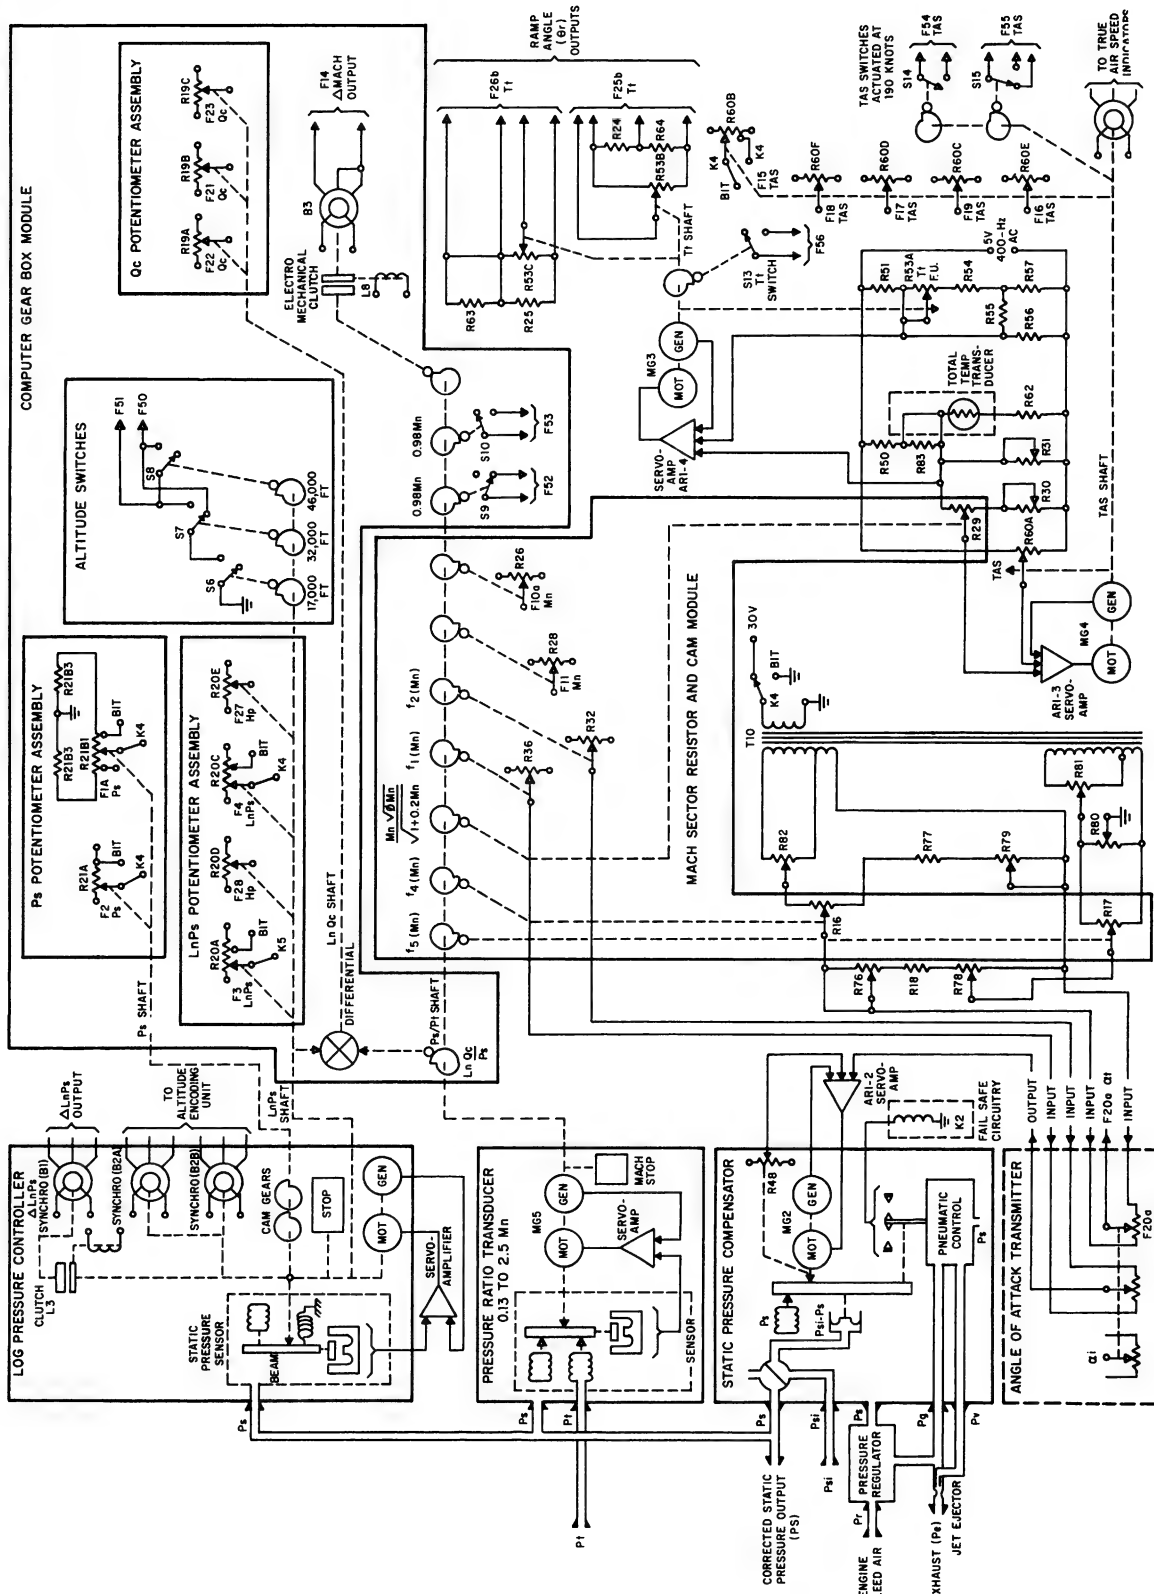 COMPUTER GEAR BOX MODULE
Qc POTENTIOMETER ASSEMBLY
R19A
F22
Qc
R19B
F21
Qc
R19C
F23
Qc
F14
ΔMACH
OUTPUT
B3
ELECTRO
MECHANICAL
CLUTCH
L8
ALTITUDE SWITCHES
F51
F50
S8
S7
S6
17,000
FT
32,000
FT
46,000
FT
Ps POTENTIOMETER ASSEMBLY
R21B3
R21B3
R21B1
F1A
Ps
BIT
K4
R21A
F2
Ps
BIT
K4
LnPs POTENTIOMETER ASSEMBLY
R20A
F3
LnPs
BIT
K5
R20D
F28
Hp
R20C
F4
LnPs
BIT
K4
R20E
F27
Hp
Ps SHAFT
Ln Qc SHAFT
DIFFERENTIAL
Ps/Pt SHAFT
Ln Qc
Ps
LnPs
SHAFT
RAMP
ANGLE
(θr)
OUTPUTS
F26b
Tt
F25b
Tt
R63
R25
R53C
R24
R64
R53B
Tt SHAFT
S13
Tt
SWITCH
F56
R60B
K4
K4
BIT
F15
TAS
R60F
F18
TAS
R60D
F17
TAS
R60C
F19
TAS
R60E
F16
TAS
TAS SWITCHES
ACTUATED AT
190 KNOTS
S14
F54
TAS
S15
F55
TAS
TO TRUE
AIR SPEED
INDICATORS
0.98Mn
S9
F52
0.98Mn
S10
F53
MG3
GEN
MOT
SERVO-
AMP
AR1-4
5V
400-Hz
AC
R51
R53A
Tt
F.U.
R54
R57
R55
R56
TOTAL
TEMP
TRANS-
DUCER
R50
R83
R62
R31
R30
R29
R60A
TAS
TAS SHAFT
GEN
MOT
MG4
AR1-3
SERVO-
AMP
MACH SECTOR RESISTOR AND CAM MODULE
R26
F10a
Mn
R28
F11
Mn
f2 (Mn)
R32
f1 (Mn)
R36
f4 (Mn)
f5 (Mn)
30V
K4
BIT
T10
R82
R77
R79
R81
R80
R16
R17
R76
R18
R78
LOG PRESSURE CONTROLLER
ΔLnPs
SYNCHRO (B1)
ΔLnPs
OUTPUT
SYNCHRO (B2A)
SYNCHRO (B2B)
TO
ALTITUDE
ENCODING
UNIT
CLUTCH
L3
CAM GEARS
STOP
GEN
MOT
SERVO-
AMPLIFIER
STATIC
PRESSURE
SENSOR
BEAM
Ps
PRESSURE RATIO TRANSDUCER
0.13 TO 2.5 Mn
MG5
GEN
MOT
MACH
STOP
SERVO-
AMP
SENSOR
Ps
Pt
Pt
STATIC PRESSURE COMPENSATOR
R48
MG2
GEN
MOT
AR1-2
SERVO-
AMP
FAIL SAFE
CIRCUITRY
K2
Ps
Psi-Ps
PNEUMATIC
CONTROL
Ps
Ps
Psi
Ps
Pg
Pv
CORRECTED STATIC
PRESSURE OUTPUT
(PS)
Psi
PRESSURE
REGULATOR
Pr
EXHAUST (Pe)
JET EJECTOR
ANGLE OF ATTACK TRANSMITTER
αi
F20a
OUTPUT
INPUT
INPUT
INPUT
F20a αt
INPUT